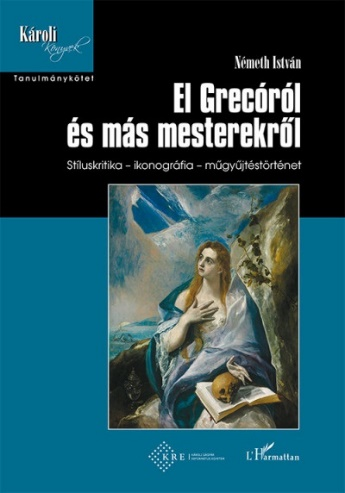 Károli
Könyvek
Tanulmánykötet
Németh István
El Grecóról
és más mesterekről
Stíluskritika – ikonográfia – műgyűjtéstörténet
KRE
L'Harmattan